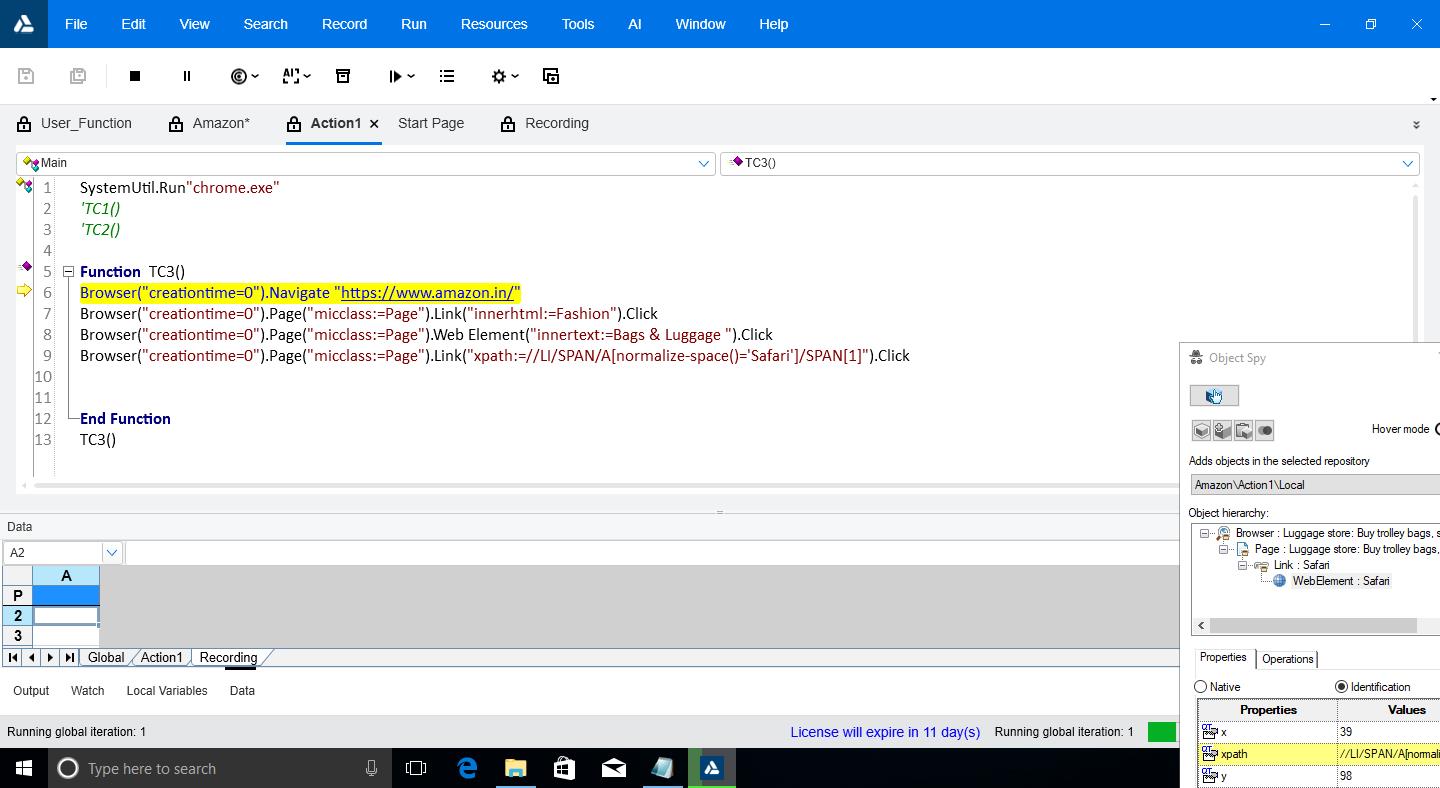 File Edit View Search Record Run Resources Tools AI Window Help
User_Function Amazon* Action1 Start Page Recording
Main TC3()
1 SystemUtil.Run"chrome.exe"
2 'TC1()
3 'TC2()
4
5 Function TC3()
6 Browser("creationtime=0").Navigate "https://www.amazon.in/"
7 Browser("creationtime=0").Page("micclass:=Page").Link("innerhtml:=Fashion").Click
8 Browser("creationtime=0").Page("micclass:=Page").Web Element("innertext:=Bags & Luggage ").Click
9 Browser("creationtime=0").Page("micclass:=Page").Link("xpath:=//LI/SPAN/A[normalize-space()='Safari']/SPAN[1]").Click
10
11
12 End Function
13 TC3()
Object Spy
Hover mode
Adds objects in the selected repository
Amazon\Action1\Local
Object hierarchy:
Browser : Luggage store: Buy trolley bags, s
Page : Luggage store: Buy trolley bags,
Link : Safari
WebElement : Safari
Properties Operations
Native Identification
Properties Values
x 39
xpath //LI/SPAN/A[normali
y 98
Data
A2
A
P
2
3
Global Action1 Recording
Output Watch Local Variables Data
Running global iteration: 1 License will expire in 11 day(s) Running global iteration: 1
Type here to search